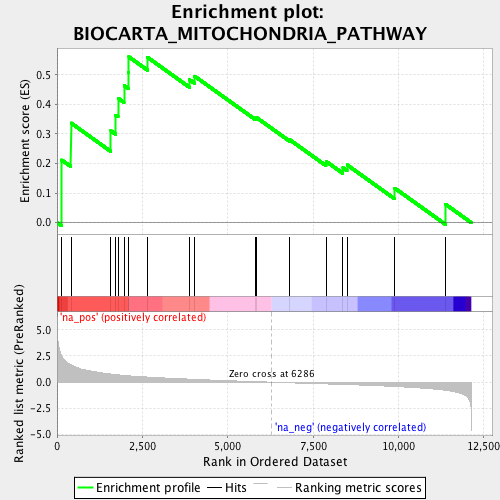 Enrichment plot:
BIOCARTA_MITOCHONDRIA_PATHWAY
Enrichment score (ES)
0.5
0.4
0.3
0.2
0.1
0.0
'na_pos' (positively correlated)
Ranked list metric (PreRanked)
5.0
2.5
0.0
-2.5
-5.0
Zero cross at 6286
'na_neg' (negatively correlated)
0
2,500
5,000
7,500
10,000
12,500
Rank in Ordered Dataset
Enrichment profile
Hits
Ranking metric scores